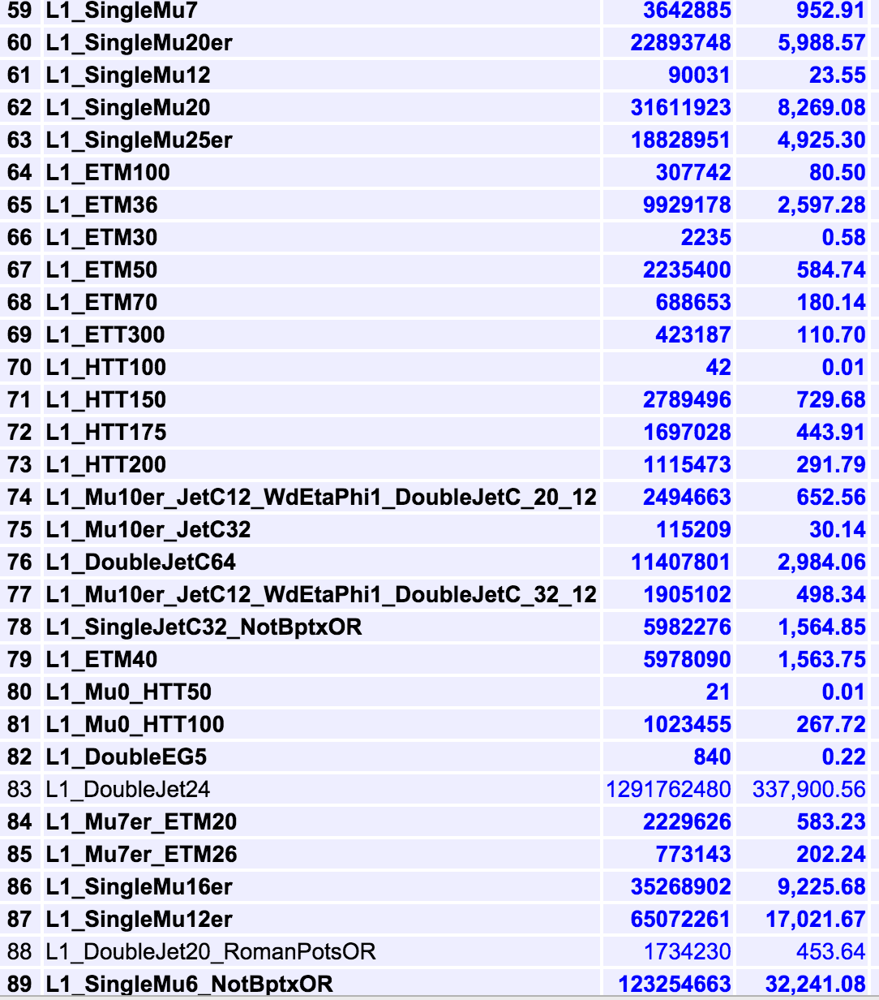 59 L1_SingleMu7 3642885 952.91
60 L1_SingleMu20er 22893748 5,988.57
61 L1_SingleMu12 90031 23.55
62 L1_SingleMu20 31611923 8,269.08
63 L1_SingleMu25er 18828951 4,925.30
64 L1_ETM100 307742 80.50
65 L1_ETM36 9929178 2,597.28
66 L1_ETM30 2235 0.58
67 L1_ETM50 2235400 584.74
68 L1_ETM70 688653 180.14
69 L1_ETT300 423187 110.70
70 L1_HTT100 42 0.01
71 L1_HTT150 2789496 729.68
72 L1_HTT175 1697028 443.91
73 L1_HTT200 1115473 291.79
74 L1_Mu10er_JetC12_WdEtaPhi1_DoubleJetC_20_12 2494663 652.56
75 L1_Mu10er_JetC32 115209 30.14
76 L1_DoubleJetC64 11407801 2,984.06
77 L1_Mu10er_JetC12_WdEtaPhi1_DoubleJetC_32_12 1905102 498.34
78 L1_SingleJetC32_NotBptxOR 5982276 1,564.85
79 L1_ETM40 5978090 1,563.75
80 L1_Mu0_HTT50 21 0.01
81 L1_Mu0_HTT100 1023455 267.72
82 L1_DoubleEG5 840 0.22
83 L1_DoubleJet24 1291762480 337,900.56
84 L1_Mu7er_ETM20 2229626 583.23
85 L1_Mu7er_ETM26 773143 202.24
86 L1_SingleMu16er 35268902 9,225.68
87 L1_SingleMu12er 65072261 17,021.67
88 L1_DoubleJet20_RomanPotsOR 1734230 453.64
89 L1_SingleMu6_NotBptxOR 123254663 32,241.08